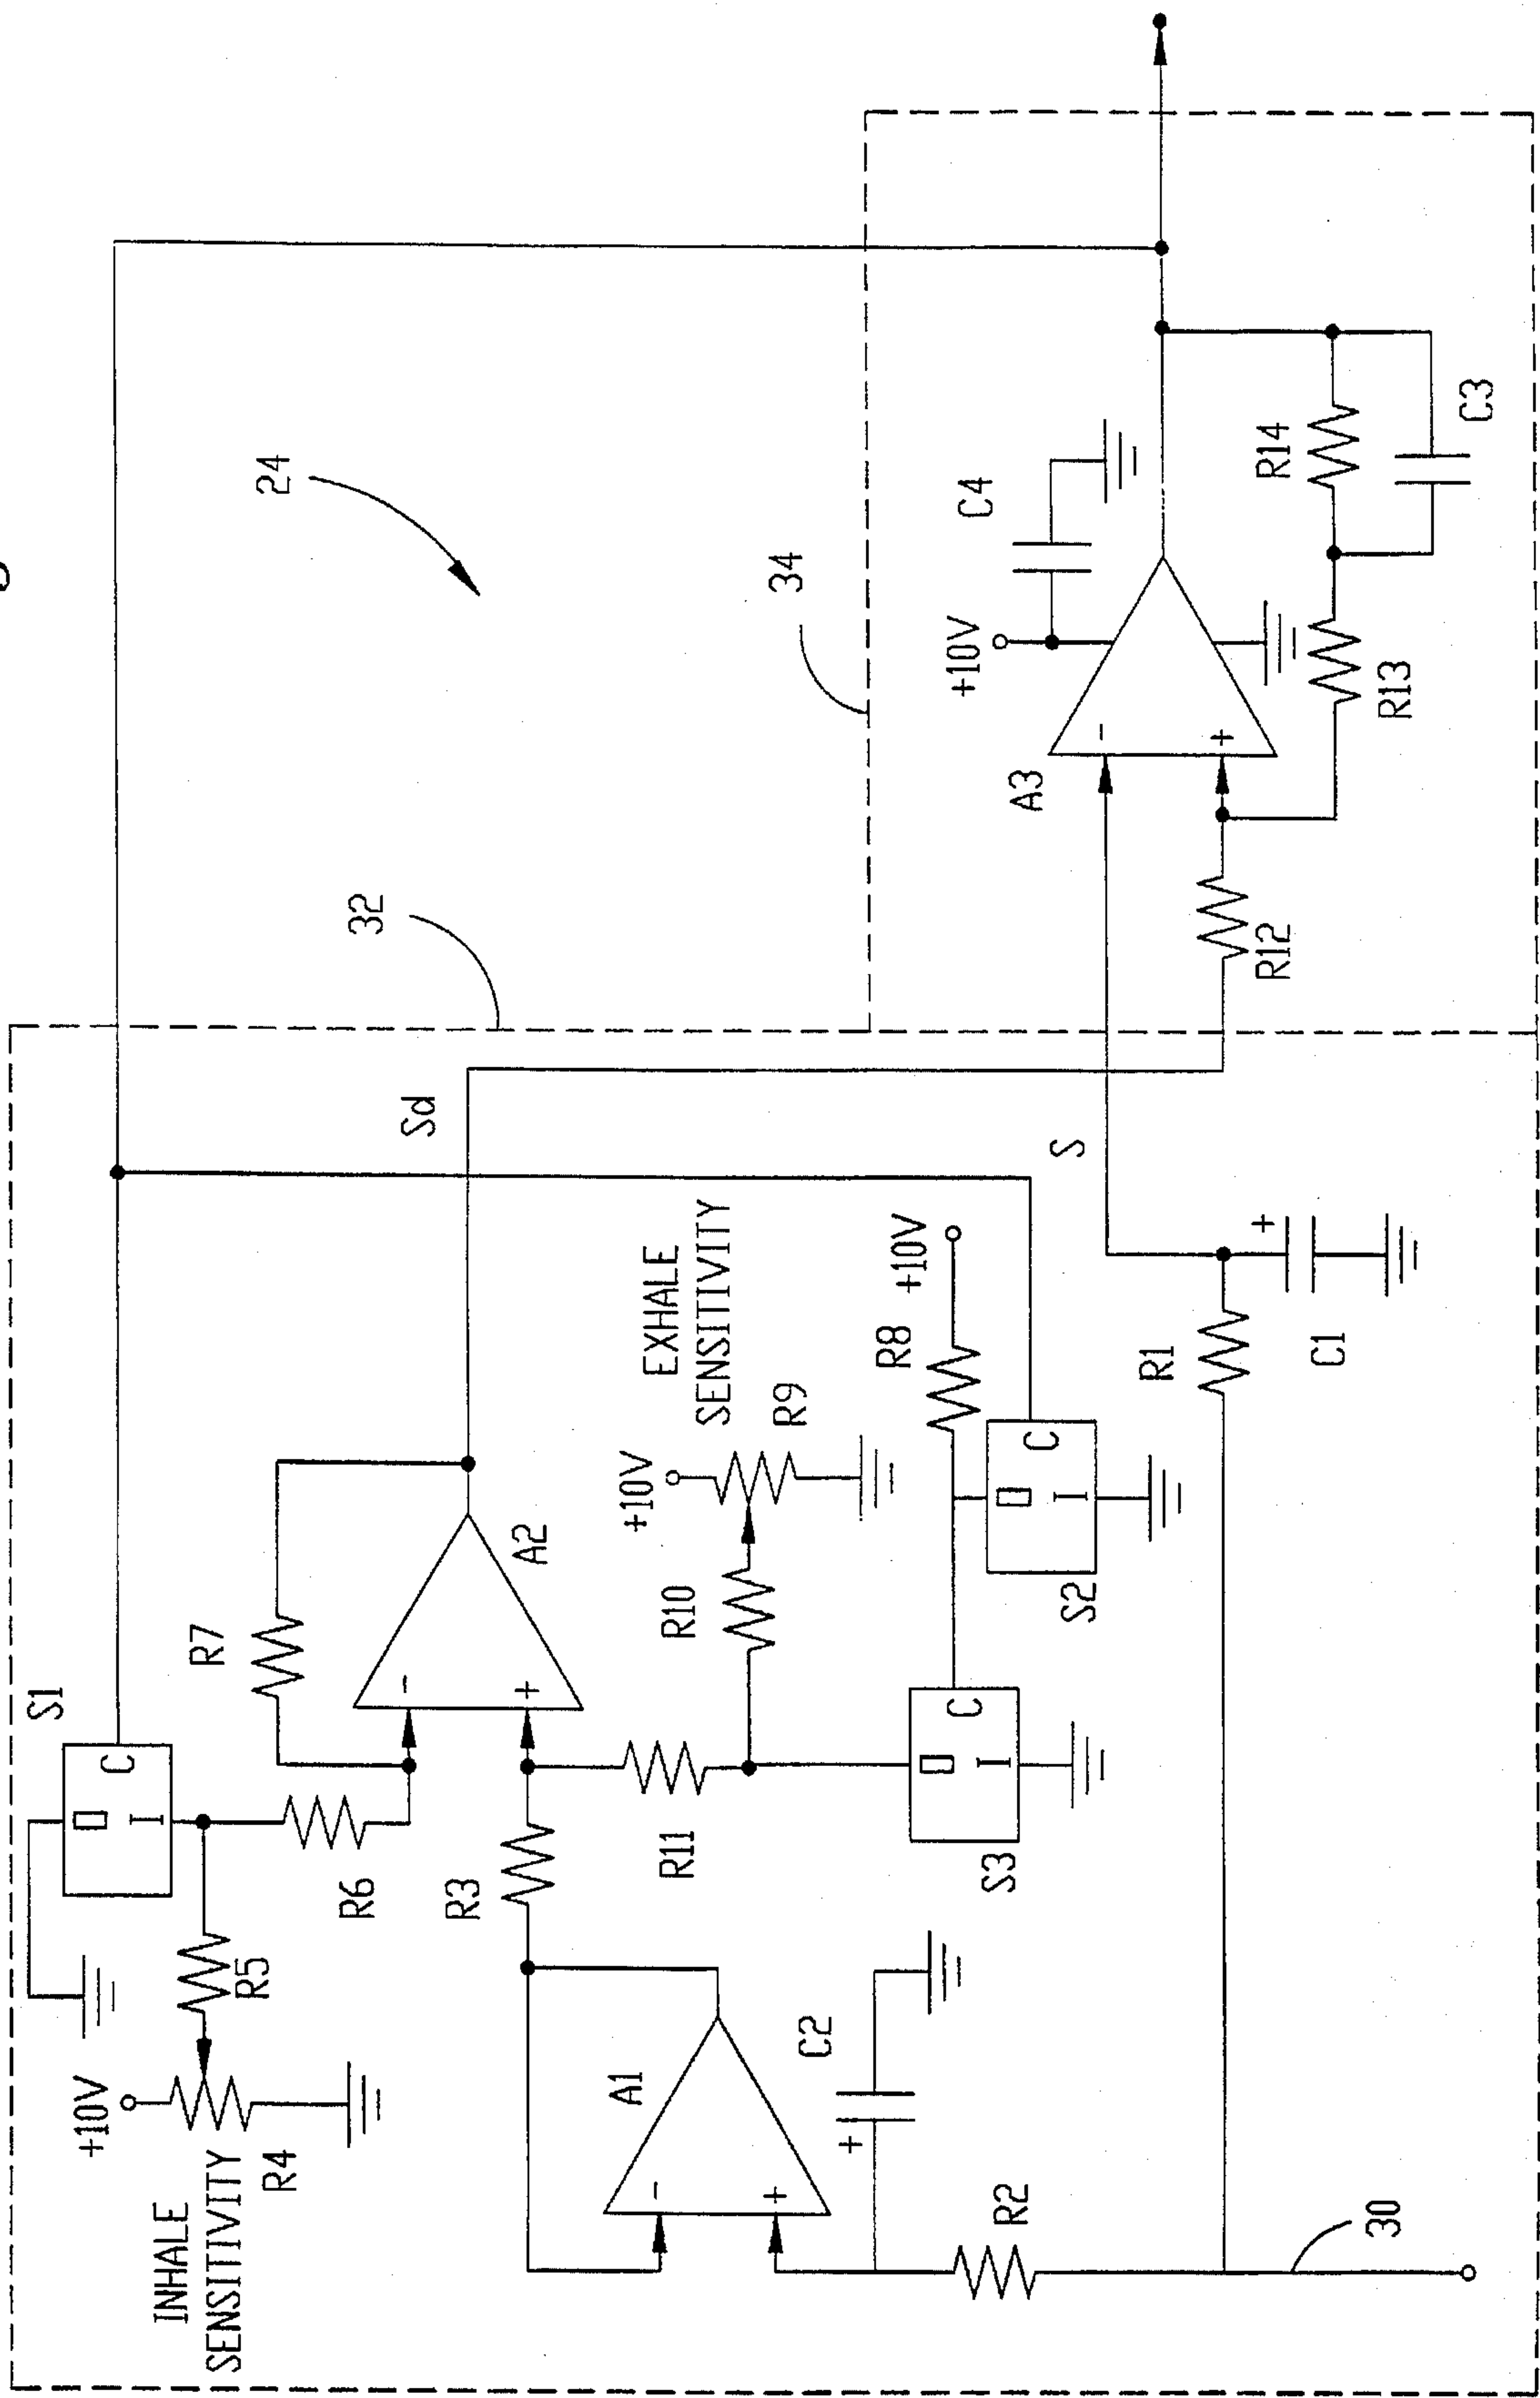 24
32
34
S1
C
O
I
R7
R6
R5
+10V
R4
INHALE
SENSITIVITY
A2
-
+
Sd
R3
R11
R10
+10V
R9
EXHALE
SENSITIVITY
A1
-
+
C2
+
R2
30
S3
C
O
I
S2
C
O
I
R8
+10V
R1
C1
+
S
R12
A3
-
+
+10V
C4
R13
R14
C3